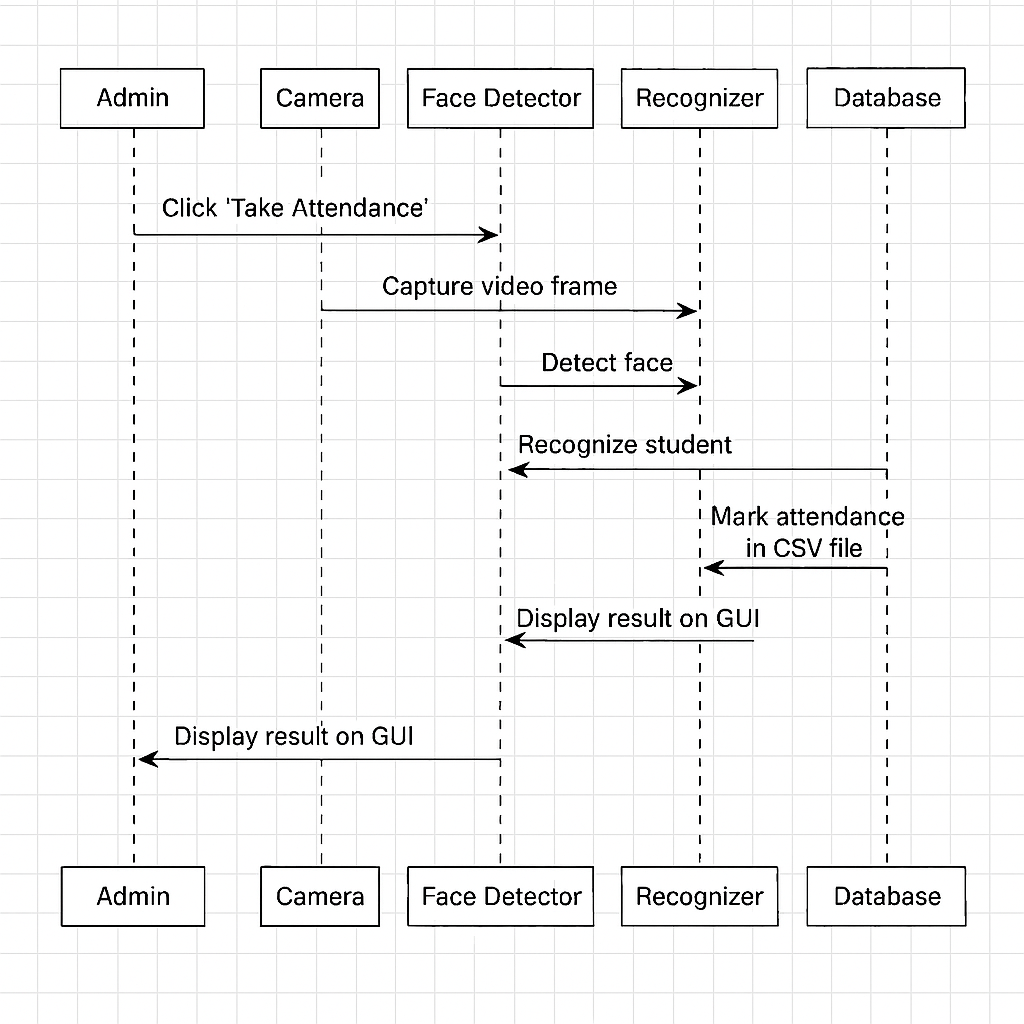 Admin
Camera
Face Detector
Recognizer
Database
Click 'Take Attendance'
Capture video frame
Detect face
Recognize student
Mark attendance
in CSV file
Display result on GUI
Display result on GUI
Admin
Camera
Face Detector
Recognizer
Database